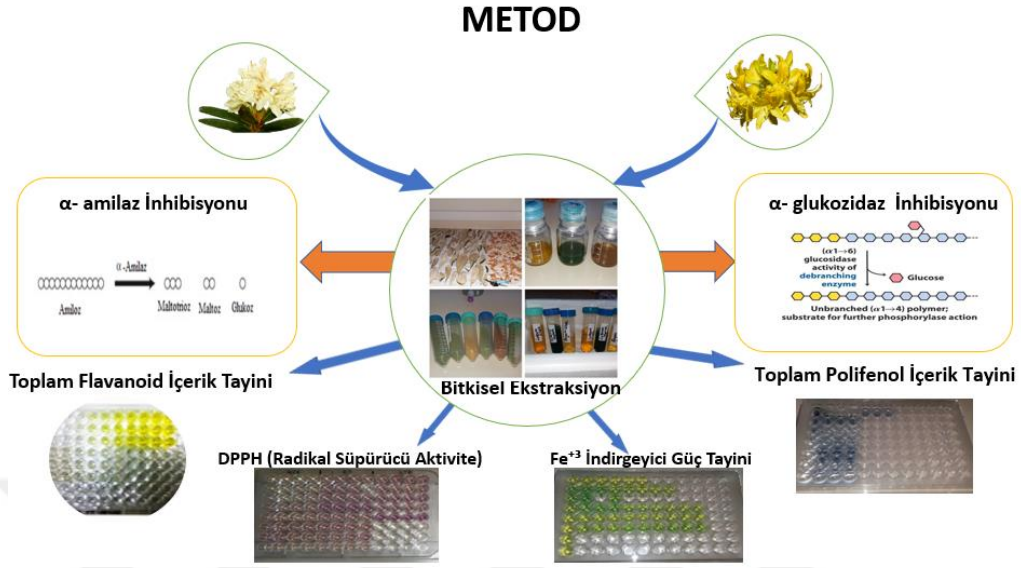 METOD
α- amilaz İnhibisyonu
α -Amilaz
Amiloz
Maltotrioz Maltoz Glukoz
α- glukozidaz İnhibisyonu
(α1→6)
glucosidase
activity of
debranching
enzyme
Glucose
Unbranched (α1→4) polymer;
substrate for further phosphorylase action
Bitkisel Ekstraksiyon
Toplam Flavanoid İçerik Tayini
Toplam Polifenol İçerik Tayini
DPPH (Radikal Süpürücü Aktivite)
Fe⁺³ İndirgeyici Güç Tayini